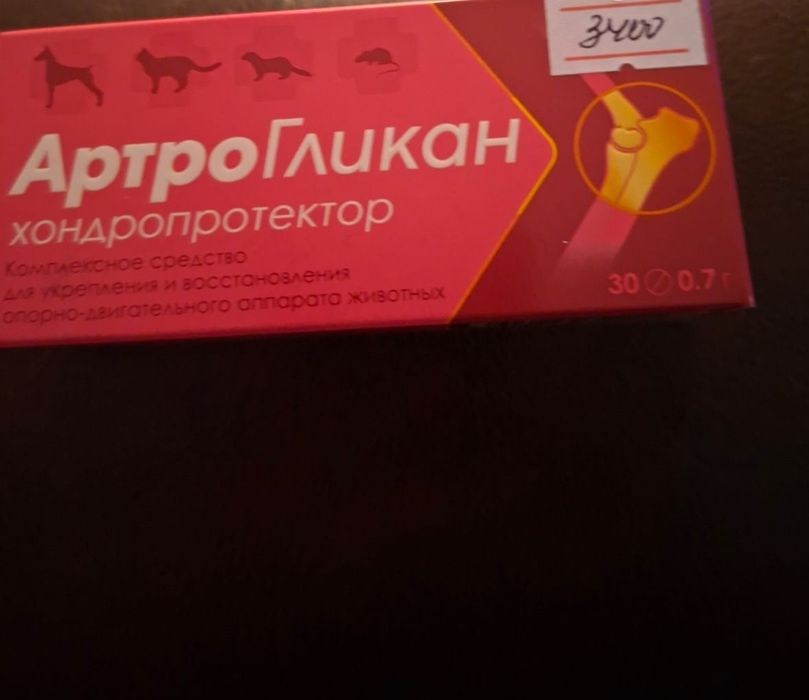 3400
АртроГликан
хондропротектор
Комплексное средство
для укрепления и восстановления
опорно-двигательного аппарата животных
30 0.7 г